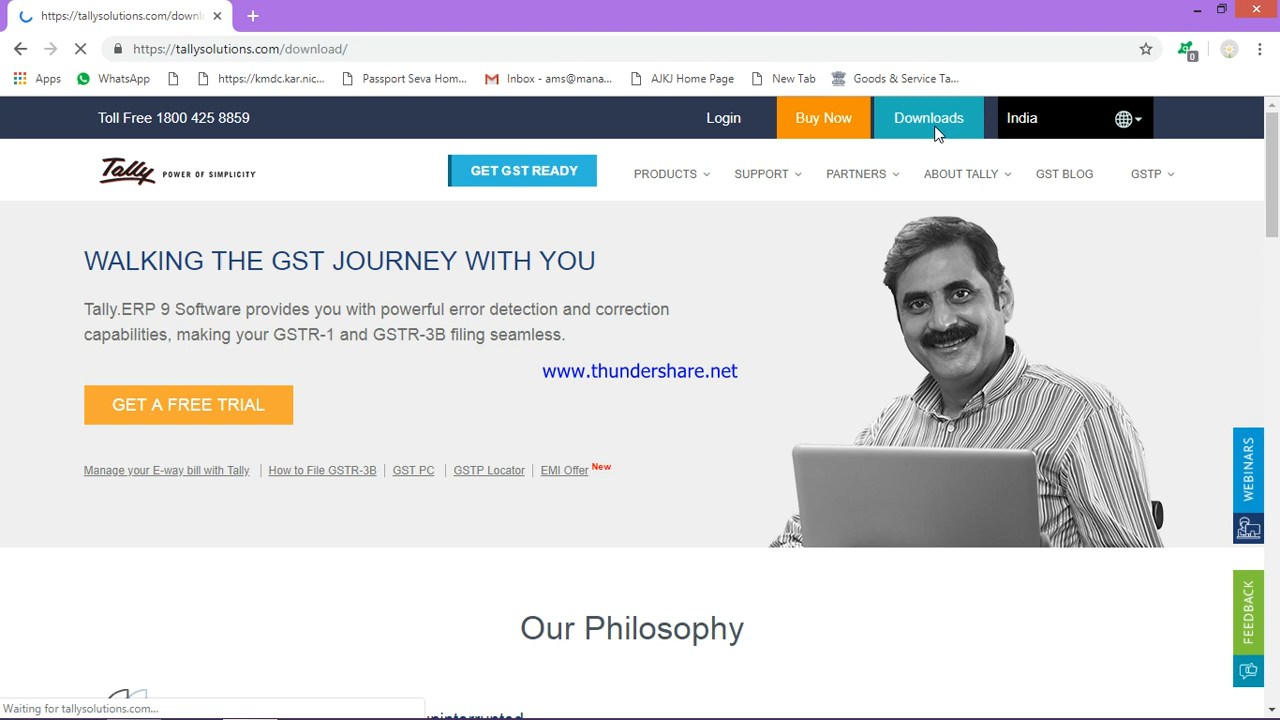 https://tallysolutions.com/downl
https://tallysolutions.com/download/
0
Apps
WhatsApp
https://kmdc.kar.nic...
Passport Seva Hom...
Inbox - ams@mana...
AJKJ Home Page
New Tab
Goods & Service Ta...
Toll Free 1800 425 8859
Login
Buy Now
Downloads
India
Tally POWER OF SIMPLICITY
GET GST READY
PRODUCTS
SUPPORT
PARTNERS
ABOUT TALLY
GST BLOG
GSTP
WALKING THE GST JOURNEY WITH YOU
Tally.ERP 9 Software provides you with powerful error detection and correction
capabilities, making your GSTR-1 and GSTR-3B filing seamless.
www.thundershare.net
GET A FREE TRIAL
Manage your E-way bill with Tally
How to File GSTR-3B
GST PC
GSTP Locator
EMI Offer New
WEBINARS
FEEDBACK
Our Philosophy
Waiting for tallysolutions.com...